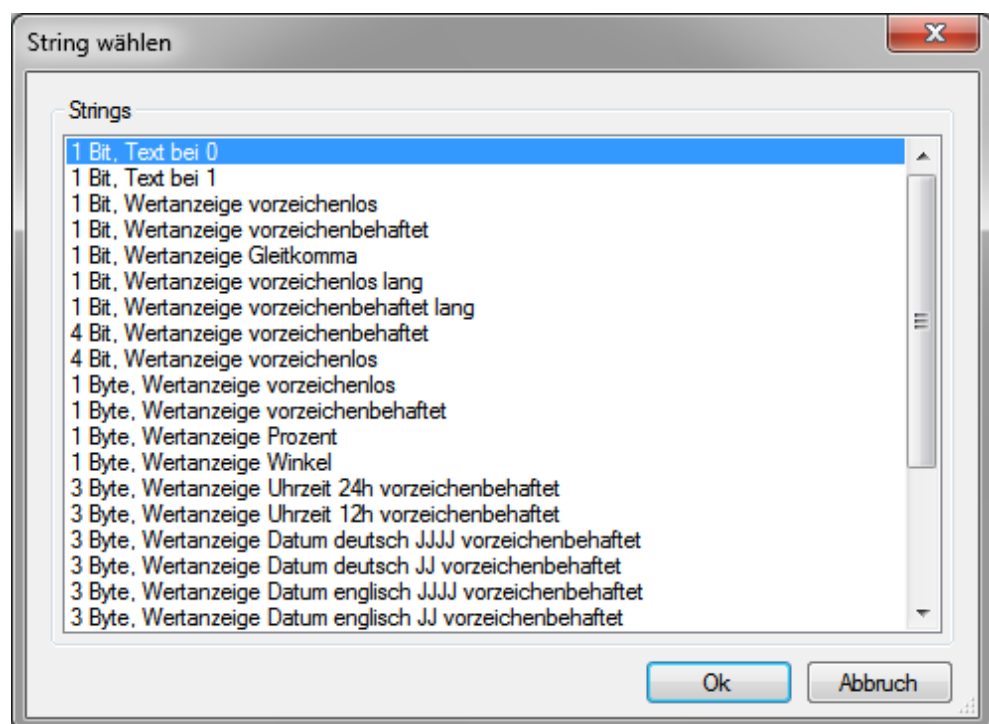 String wählen
Strings
1 Bit, Text bei 0
1 Bit, Text bei 1
1 Bit, Wertanzeige vorzeichenlos
1 Bit, Wertanzeige vorzeichenbehaftet
1 Bit, Wertanzeige Gleitkomma
1 Bit, Wertanzeige vorzeichenlos lang
1 Bit, Wertanzeige vorzeichenbehaftet lang
4 Bit, Wertanzeige vorzeichenbehaftet
4 Bit, Wertanzeige vorzeichenlos
1 Byte, Wertanzeige vorzeichenlos
1 Byte, Wertanzeige vorzeichenbehaftet
1 Byte, Wertanzeige Prozent
1 Byte, Wertanzeige Winkel
3 Byte, Wertanzeige Uhrzeit 24h vorzeichenbehaftet
3 Byte, Wertanzeige Uhrzeit 12h vorzeichenbehaftet
3 Byte, Wertanzeige Datum deutsch JJJJ vorzeichenbehaftet
3 Byte, Wertanzeige Datum deutsch JJ vorzeichenbehaftet
3 Byte, Wertanzeige Datum englisch JJJJ vorzeichenbehaftet
3 Byte, Wertanzeige Datum englisch JJ vorzeichenbehaftet
Ok Abbruch